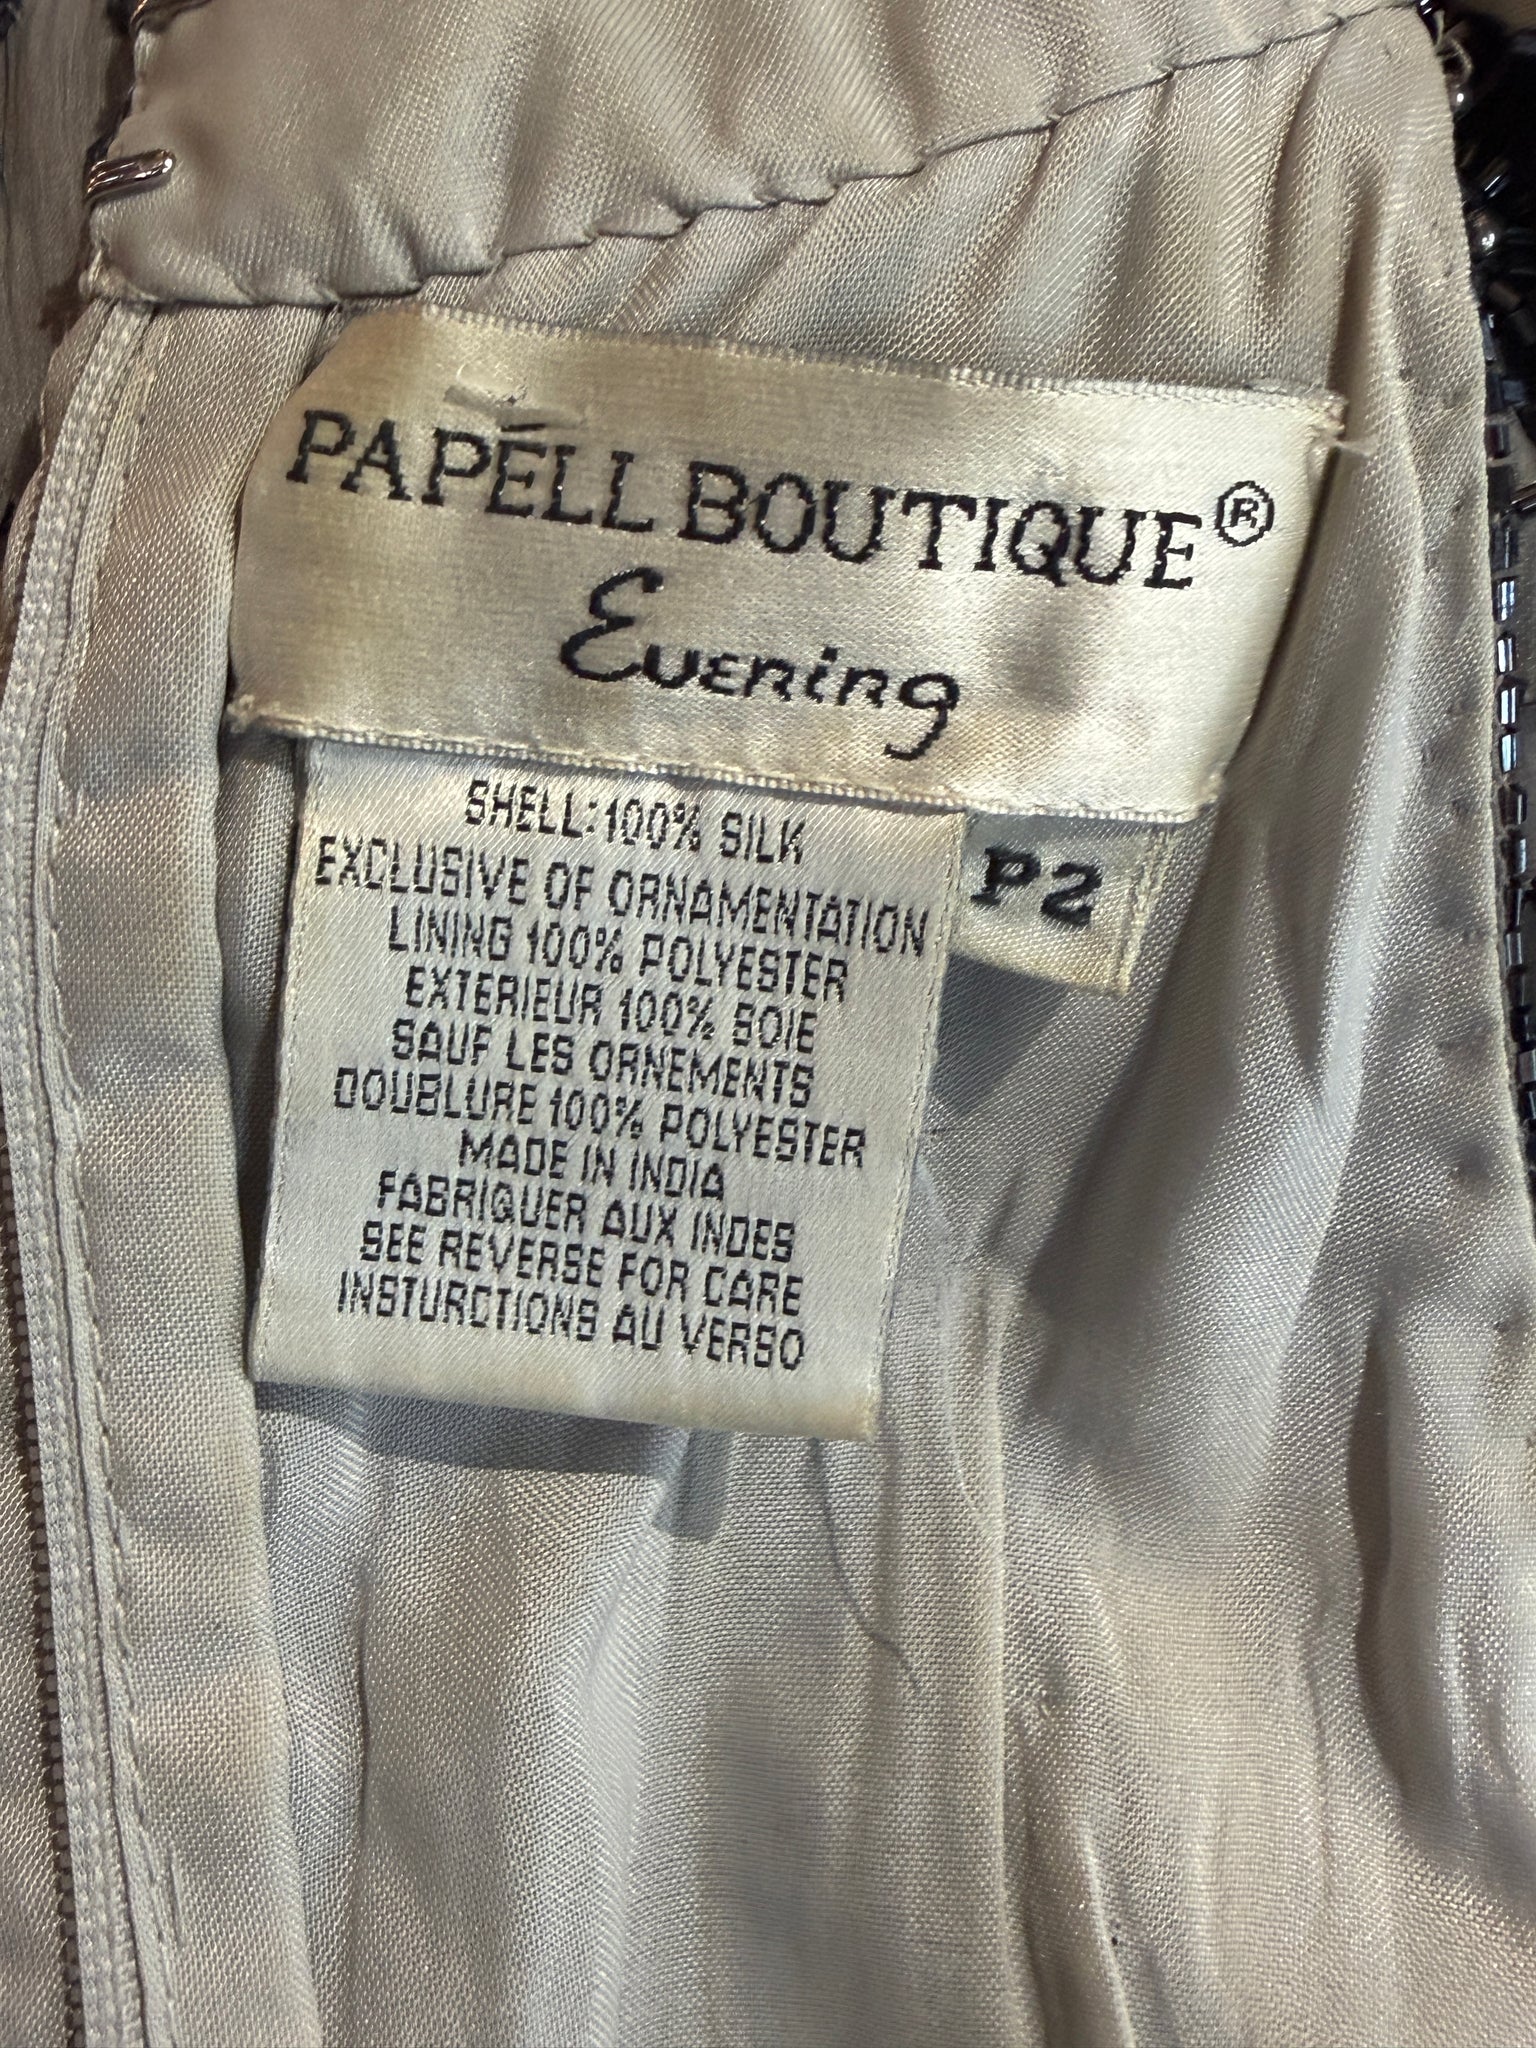 PAPÉLL BOUTIQUE®
Evening
P2
SHELL: 100% SILK
EXCLUSIVE OF ORNAMENTATION
LINING 100% POLYESTER
EXTERIEUR 100% SOIE
SAUF LES ORNEMENTS
DOUBLURE 100% POLYESTER
MADE IN INDIA
FABRIQUER AUX INDES
SEE REVERSE FOR CARE
INSTURCTIONS AU VERSO